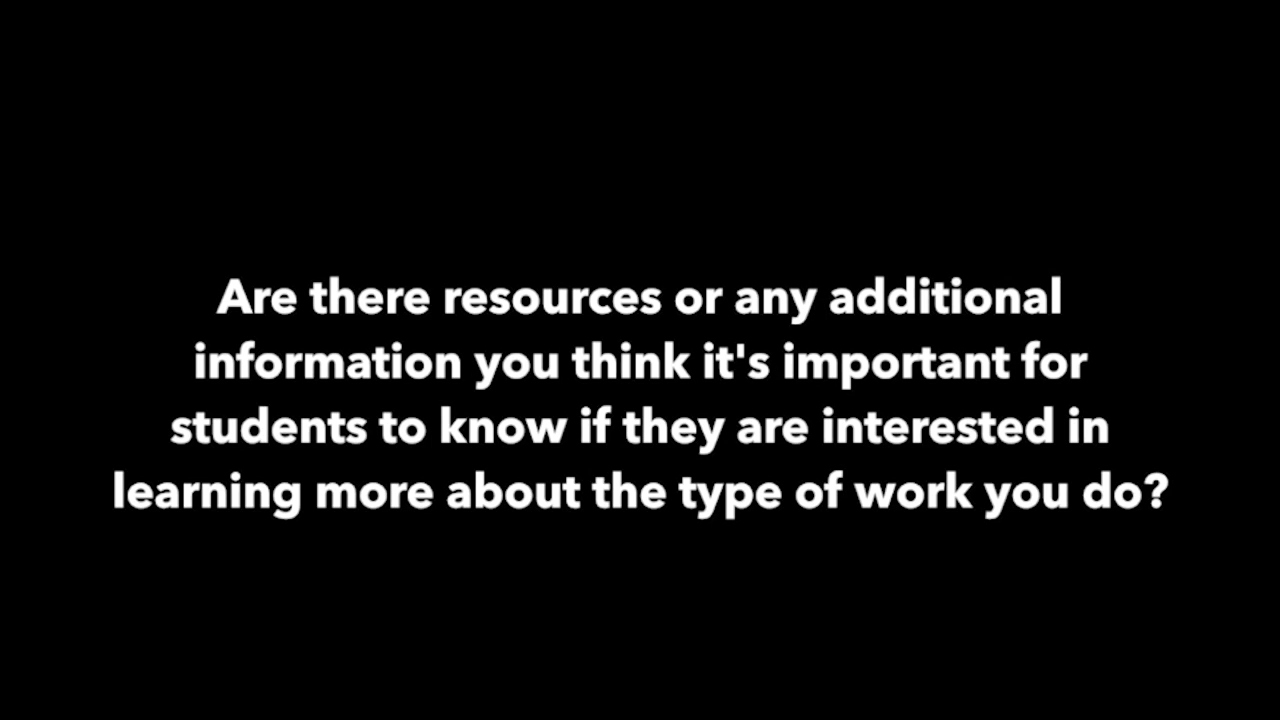 Are there resources or any additional
information you think it's important for
students to know if they are interested in
learning more about the type of work you do?